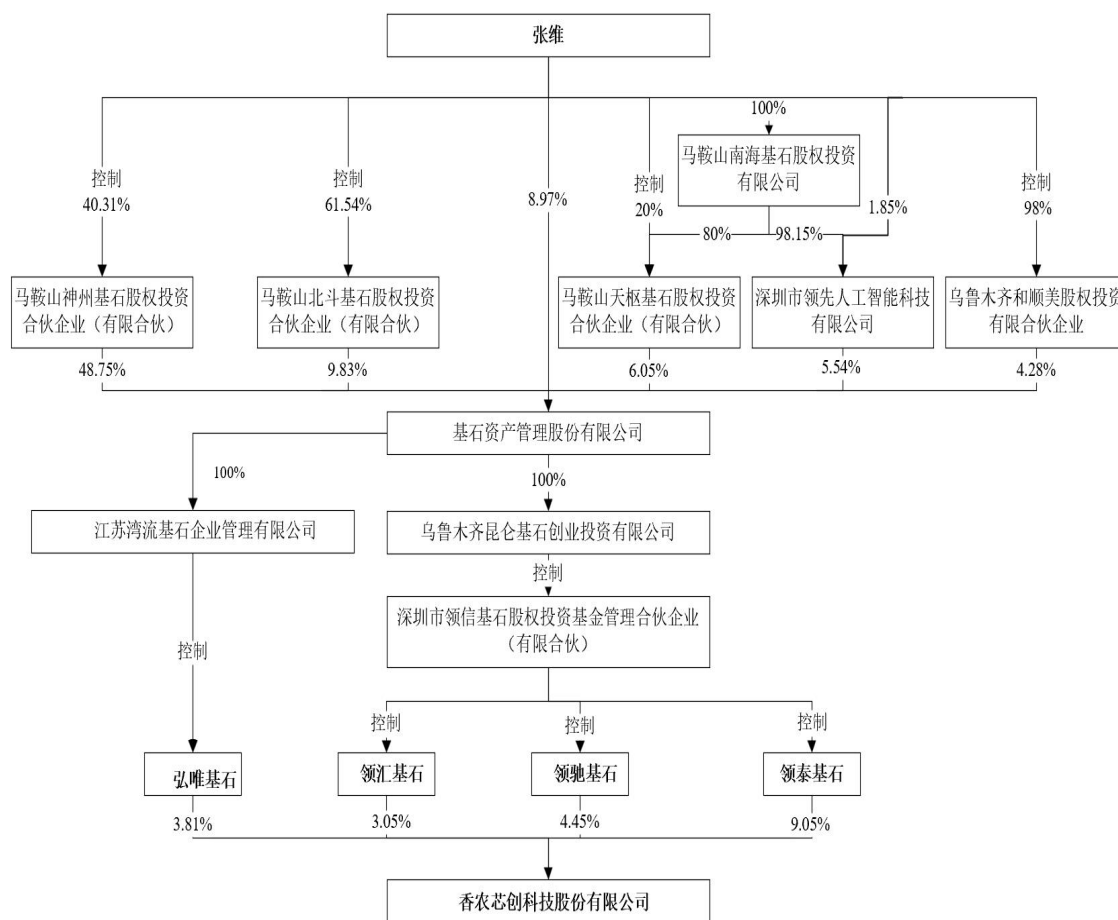 张维
100%
马鞍山南海基石股权投资
有限公司
控制
40.31%
控制
61.54%
8.97%
控制
20%
80%
98.15%
1.85%
控制
98%
马鞍山神州基石股权投资
合伙企业（有限合伙）
马鞍山北斗基石股权投资
合伙企业（有限合伙）
马鞍山天枢基石股权投资
合伙企业（有限合伙）
深圳市领先人工智能科技
有限公司
乌鲁木齐和顺美股权投资
有限合伙企业
48.75%
9.83%
6.05%
5.54%
4.28%
基石资产管理股份有限公司
100%
100%
江苏湾流基石企业管理有限公司
乌鲁木齐昆仑基石创业投资有限公司
控制
深圳市领信基石股权投资基金管理合伙企业
（有限合伙）
控制
控制
控制
控制
弘唯基石
领汇基石
领驰基石
领泰基石
3.81%
3.05%
4.45%
9.05%
香农芯创科技股份有限公司